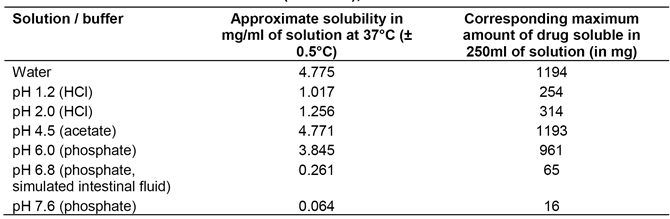 Solution / buffer Approximate solubility in Corresponding maximum
mg/ml of solution at 37°C (± amount of drug soluble in
0.5°C) 250ml of solution (in mg)
Water 4.775 1194
pH 1.2 (HCl) 1.017 254
pH 2.0 (HCl) 1.256 314
pH 4.5 (acetate) 4.771 1193
pH 6.0 (phosphate) 3.845 961
pH 6.8 (phosphate, 0.261 65
simulated intestinal fluid)
pH 7.6 (phosphate) 0.064 16